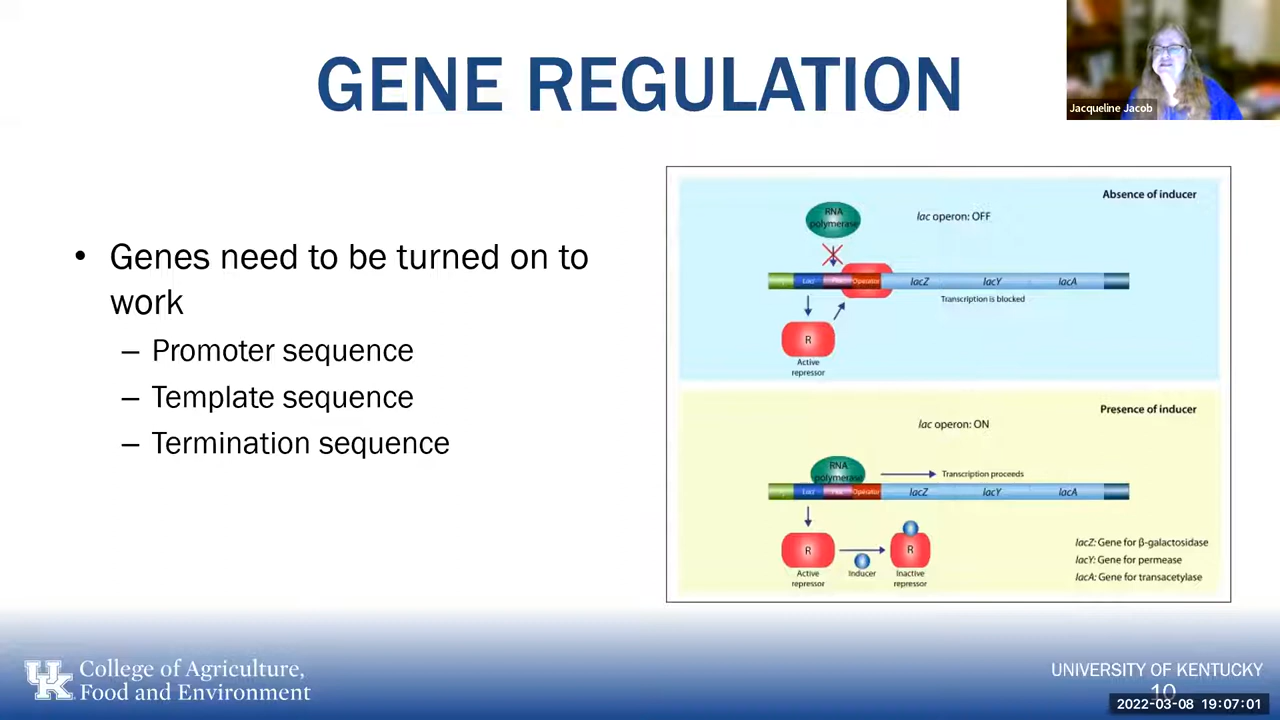 GENE REGULATION
Jacqueline Jacob
• Genes need to be turned on to
work
– Promoter sequence
– Template sequence
– Termination sequence
Absence of inducer
lac operon: OFF
RNA
polymerase
Operator
lacZ
lacY
lacA
Transcription is blocked
R
Active
repressor
Presence of inducer
lac operon: ON
RNA
polymerase
Transcription proceeds
Operator
lacZ
lacY
lacA
R
R
Active
repressor
Inducer
Inactive
repressor
lacZ: Gene for β-galactosidase
lacY: Gene for permease
lacA: Gene for transacetylase
UK
College of Agriculture,
Food and Environment
UNIVERSITY OF KENTUCKY
10
2022-03-08 19:07:01